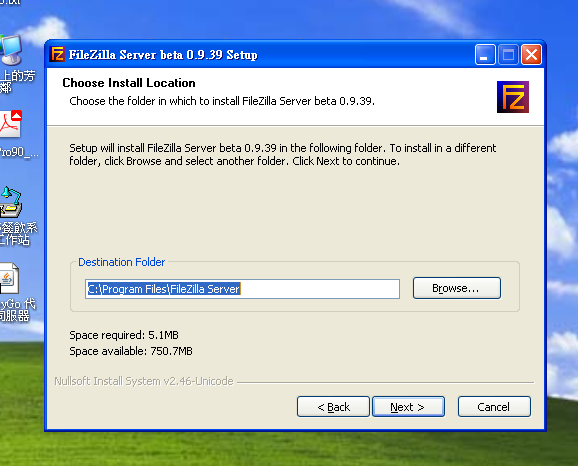 .txt
FileZilla Server beta 0.9.39 Setup
Choose Install Location
Choose the folder in which to install FileZilla Server beta 0.9.39.
FZ
上的芳
鄰
Pro90_...
餐飲系
工作站
yGo 代
伺服器
Setup will install FileZilla Server beta 0.9.39 in the following folder. To install in a different
folder, click Browse and select another folder. Click Next to continue.
Destination Folder
C:\Program Files\FileZilla Server
Browse...
Space required: 5.1MB
Space available: 750.7MB
Nullsoft Install System v2.46-Unicode
< Back
Next >
Cancel